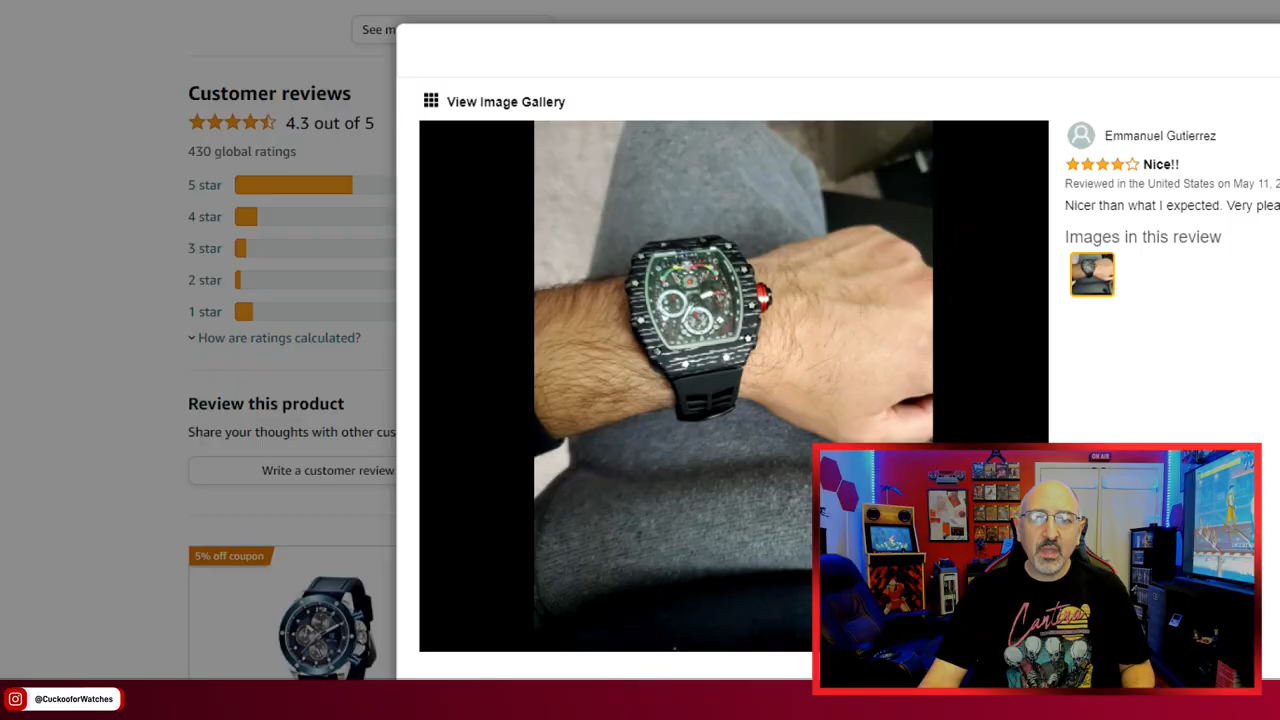 See m
Customer reviews
4.3 out of 5
430 global ratings
5 star
4 star
3 star
2 star
1 star
How are ratings calculated?
Review this product
Share your thoughts with other cus
Write a customer review
5% off coupon
View Image Gallery
Emmanuel Gutierrez
Nice!!
Reviewed in the United States on May 11, 2
Nicer than what I expected. Very plea
Images in this review
ON AIR
Cantina
@CuckooforWatches